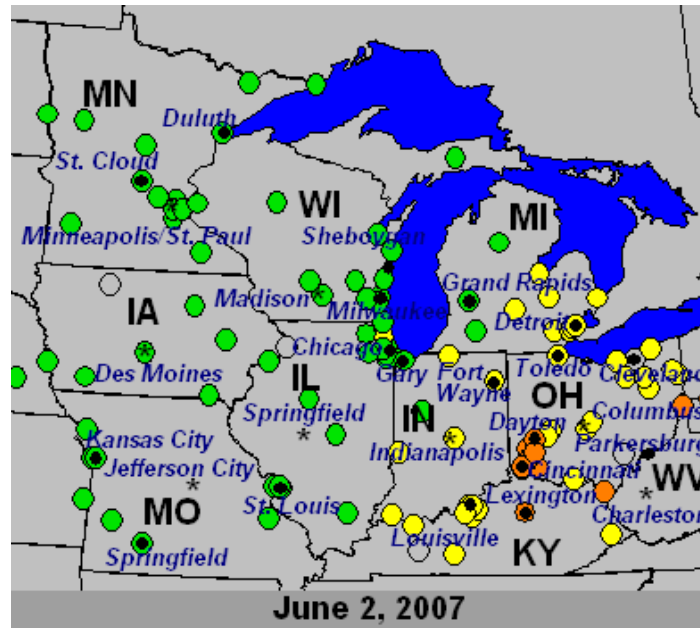 MN
Duluth
St. Cloud
WI
MI
Minneapolis/St. Paul
Sheboygan
Grand Rapids
Madison
Milwaukee
IA
Detroit
Chicago
Des Moines
Gary
Fort
Wayne
Toledo
Cleveland
IL
OH
Springfield
IN
Dayton
Columbus
Kansas City
Indianapolis
Parkersburg
Jefferson City
Cincinnati
WV
St. Louis
Lexington
MO
Charleston
Louisville
KY
Springfield
June 2, 2007